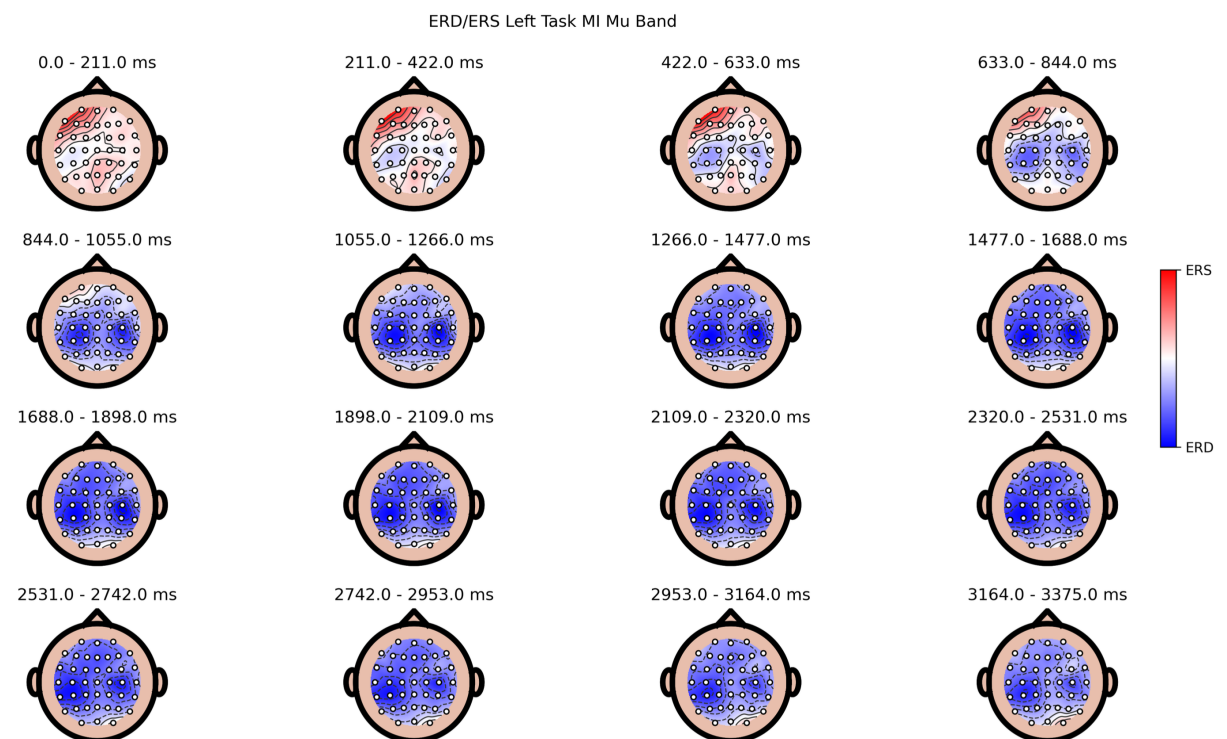 ERD/ERS Left Task MI Mu Band
0.0 - 211.0 ms
211.0 - 422.0 ms
422.0 - 633.0 ms
633.0 - 844.0 ms
844.0 - 1055.0 ms
1055.0 - 1266.0 ms
1266.0 - 1477.0 ms
1477.0 - 1688.0 ms
ERS
ERD
1688.0 - 1898.0 ms
1898.0 - 2109.0 ms
2109.0 - 2320.0 ms
2320.0 - 2531.0 ms
2531.0 - 2742.0 ms
2742.0 - 2953.0 ms
2953.0 - 3164.0 ms
3164.0 - 3375.0 ms